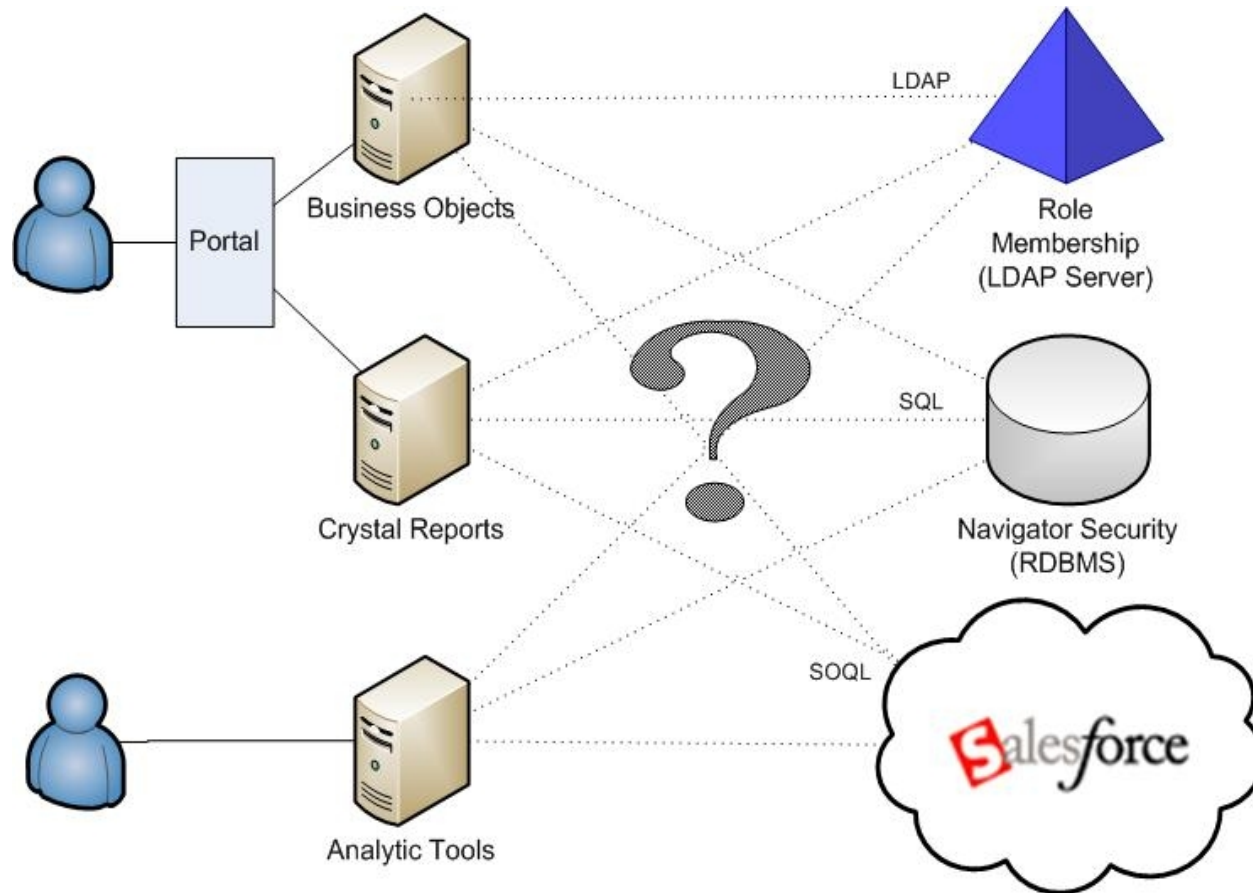 LDAP
Business Objects
Role
Membership
(LDAP Server)
Portal
SQL
Crystal Reports
Navigator Security
(RDBMS)
SOQL
salesforce
Analytic Tools
?